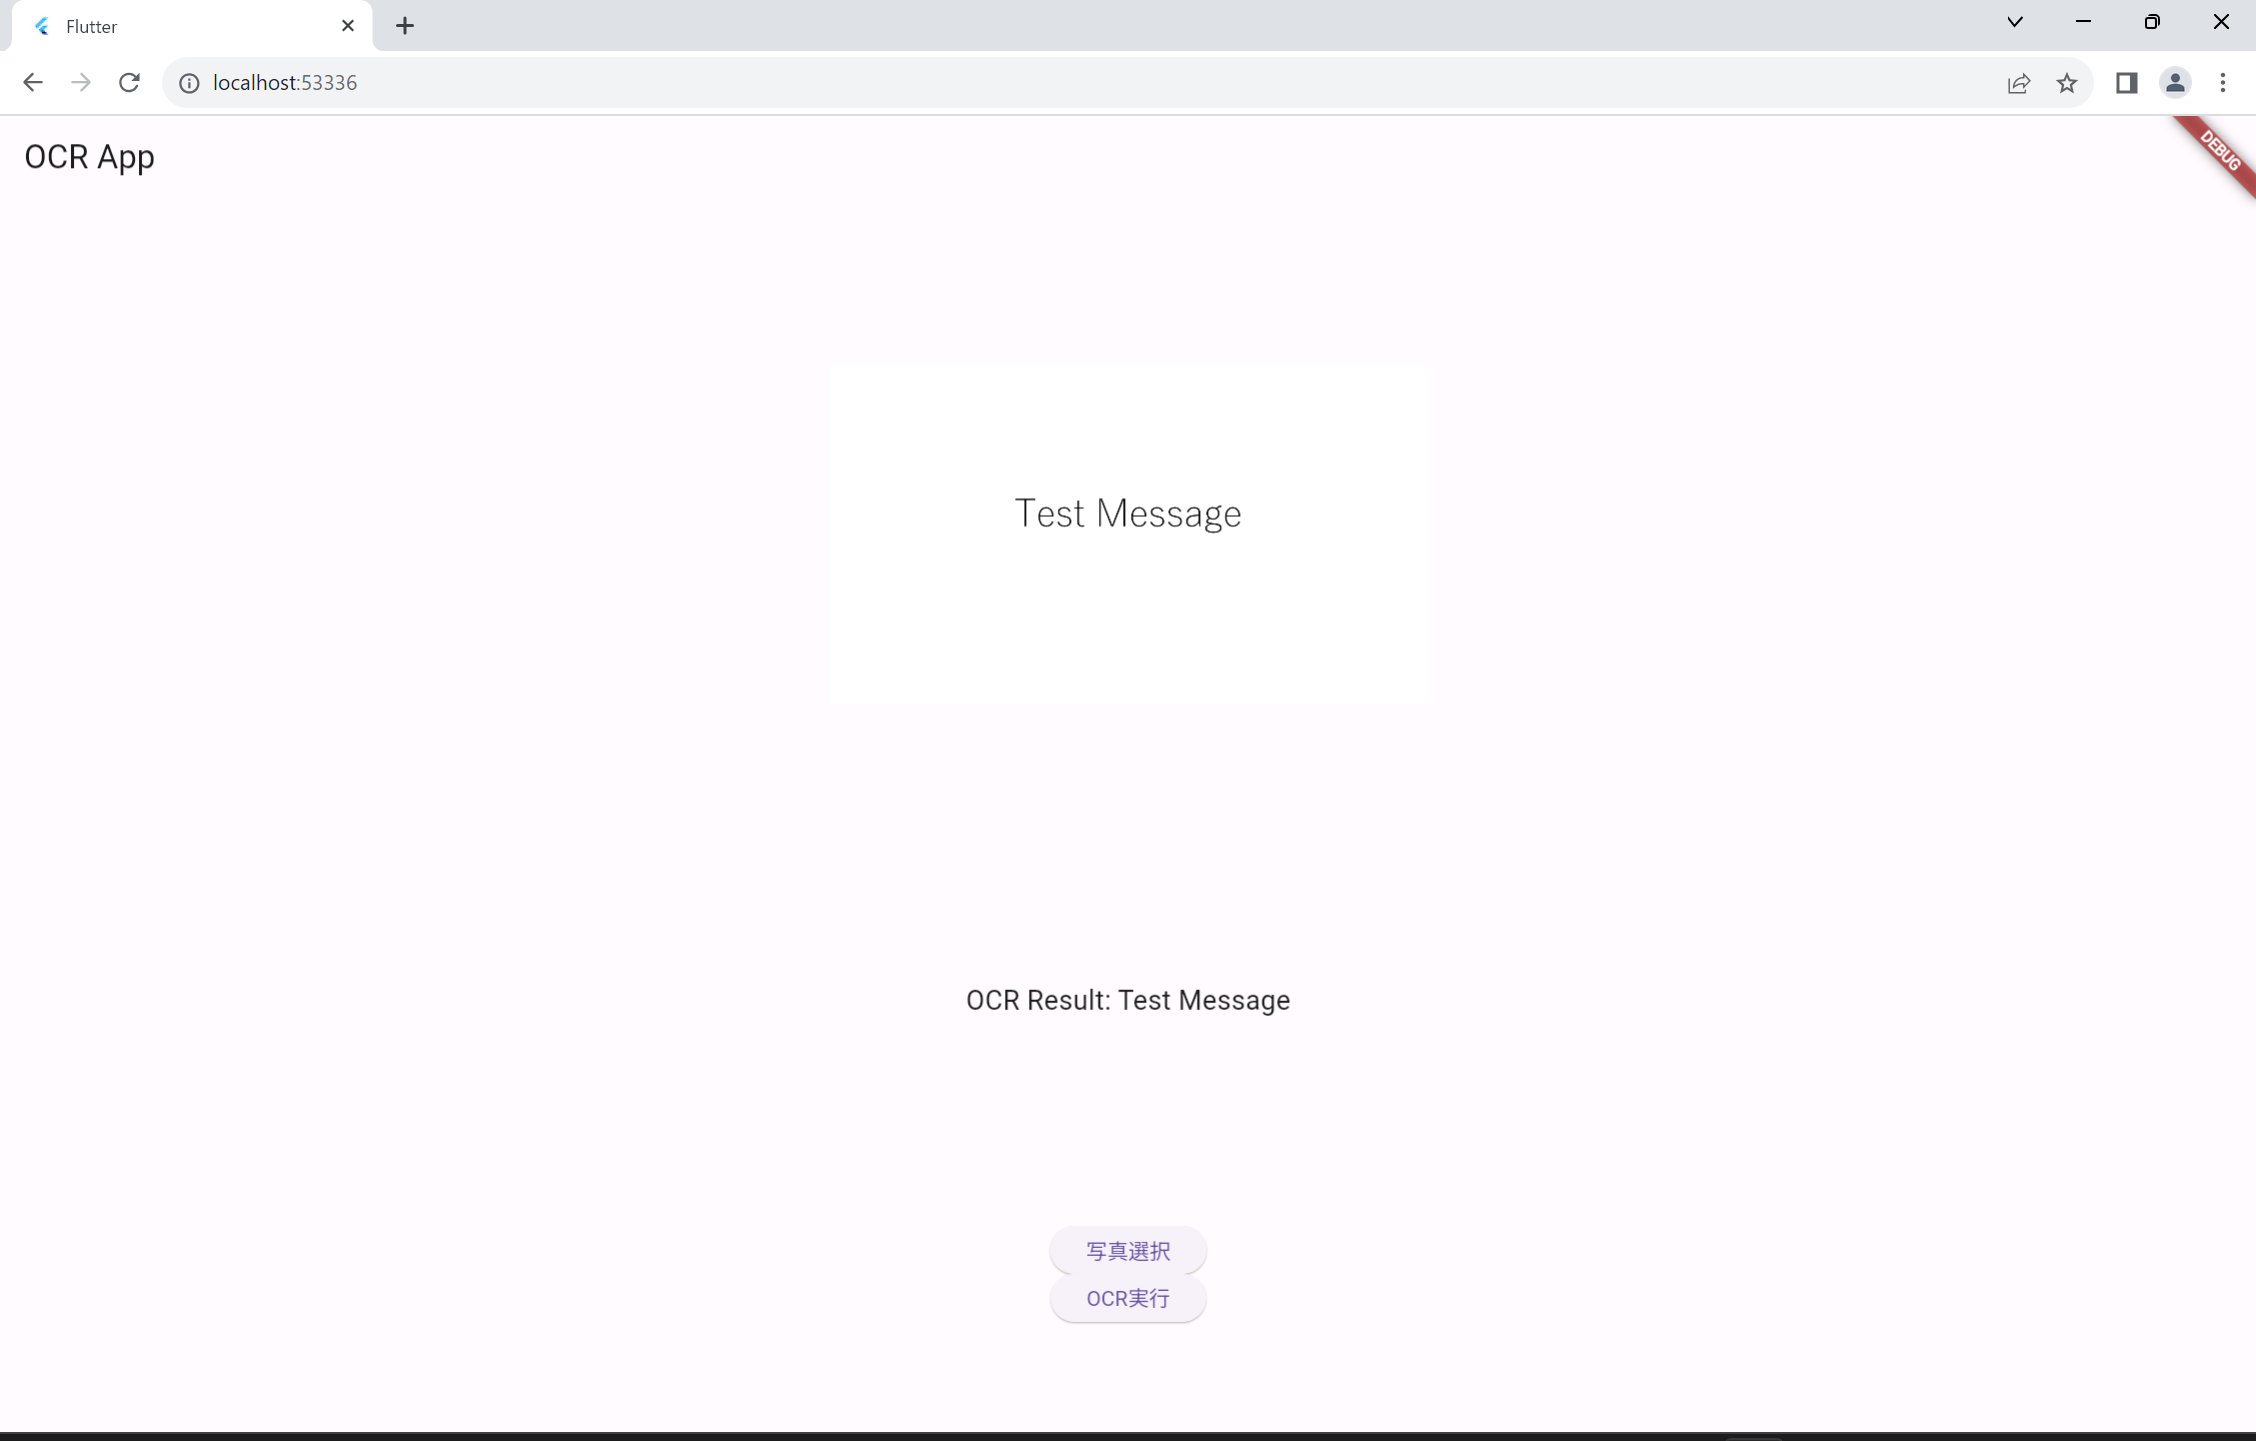 Flutter
localhost:53336
OCR App
DEBUG
Test Message
OCR Result: Test Message
写真選択
OCR実行